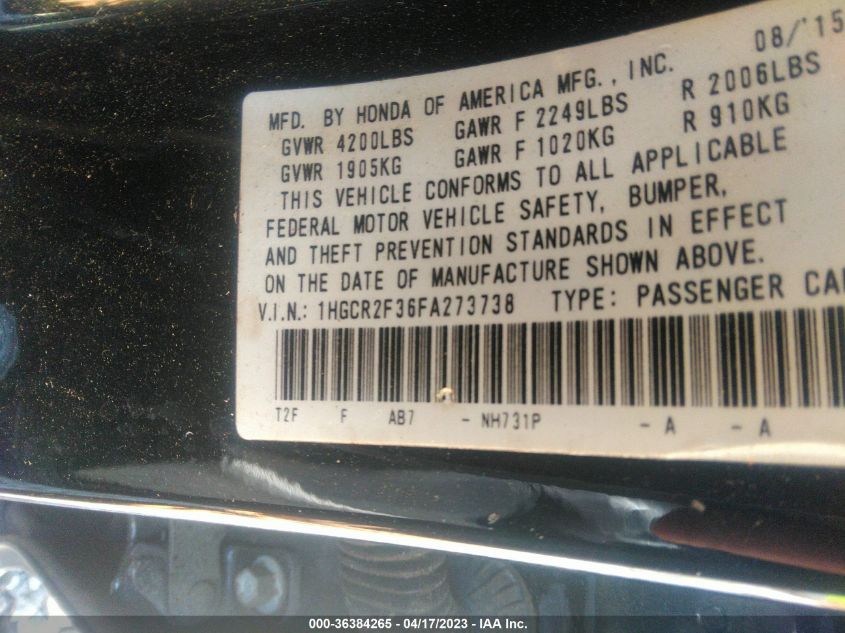 08/'15
MFD. BY HONDA OF AMERICA MFG., INC.
GVWR 4200LBS GAWR F 2249LBS R 2006LBS
GVWR 1905KG GAWR F 1020KG R 910KG
THIS VEHICLE CONFORMS TO ALL APPLICABLE
FEDERAL MOTOR VEHICLE SAFETY, BUMPER,
AND THEFT PREVENTION STANDARDS IN EFFECT
ON THE DATE OF MANUFACTURE SHOWN ABOVE.
V.I.N.: 1HGCR2F36FA273738 TYPE: PASSENGER CAR
T2F F AB7 - NH731P - A - A
000-36384265 - 04/17/2023 - IAA Inc.